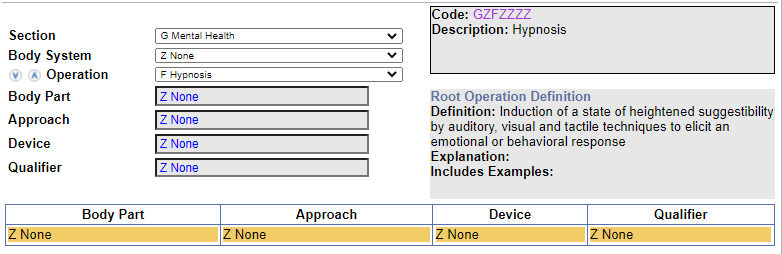 Section G Mental Health
Body System Z None
Operation F Hypnosis
Body Part Z None
Approach Z None
Device Z None
Qualifier Z None
Code: GZFZZZZ
Description: Hypnosis
Root Operation Definition
Definition: Induction of a state of heightened suggestibility
by auditory, visual and tactile techniques to elicit an
emotional or behavioral response
Explanation:
Includes Examples:
Body Part Approach Device Qualifier
Z None Z None Z None Z None